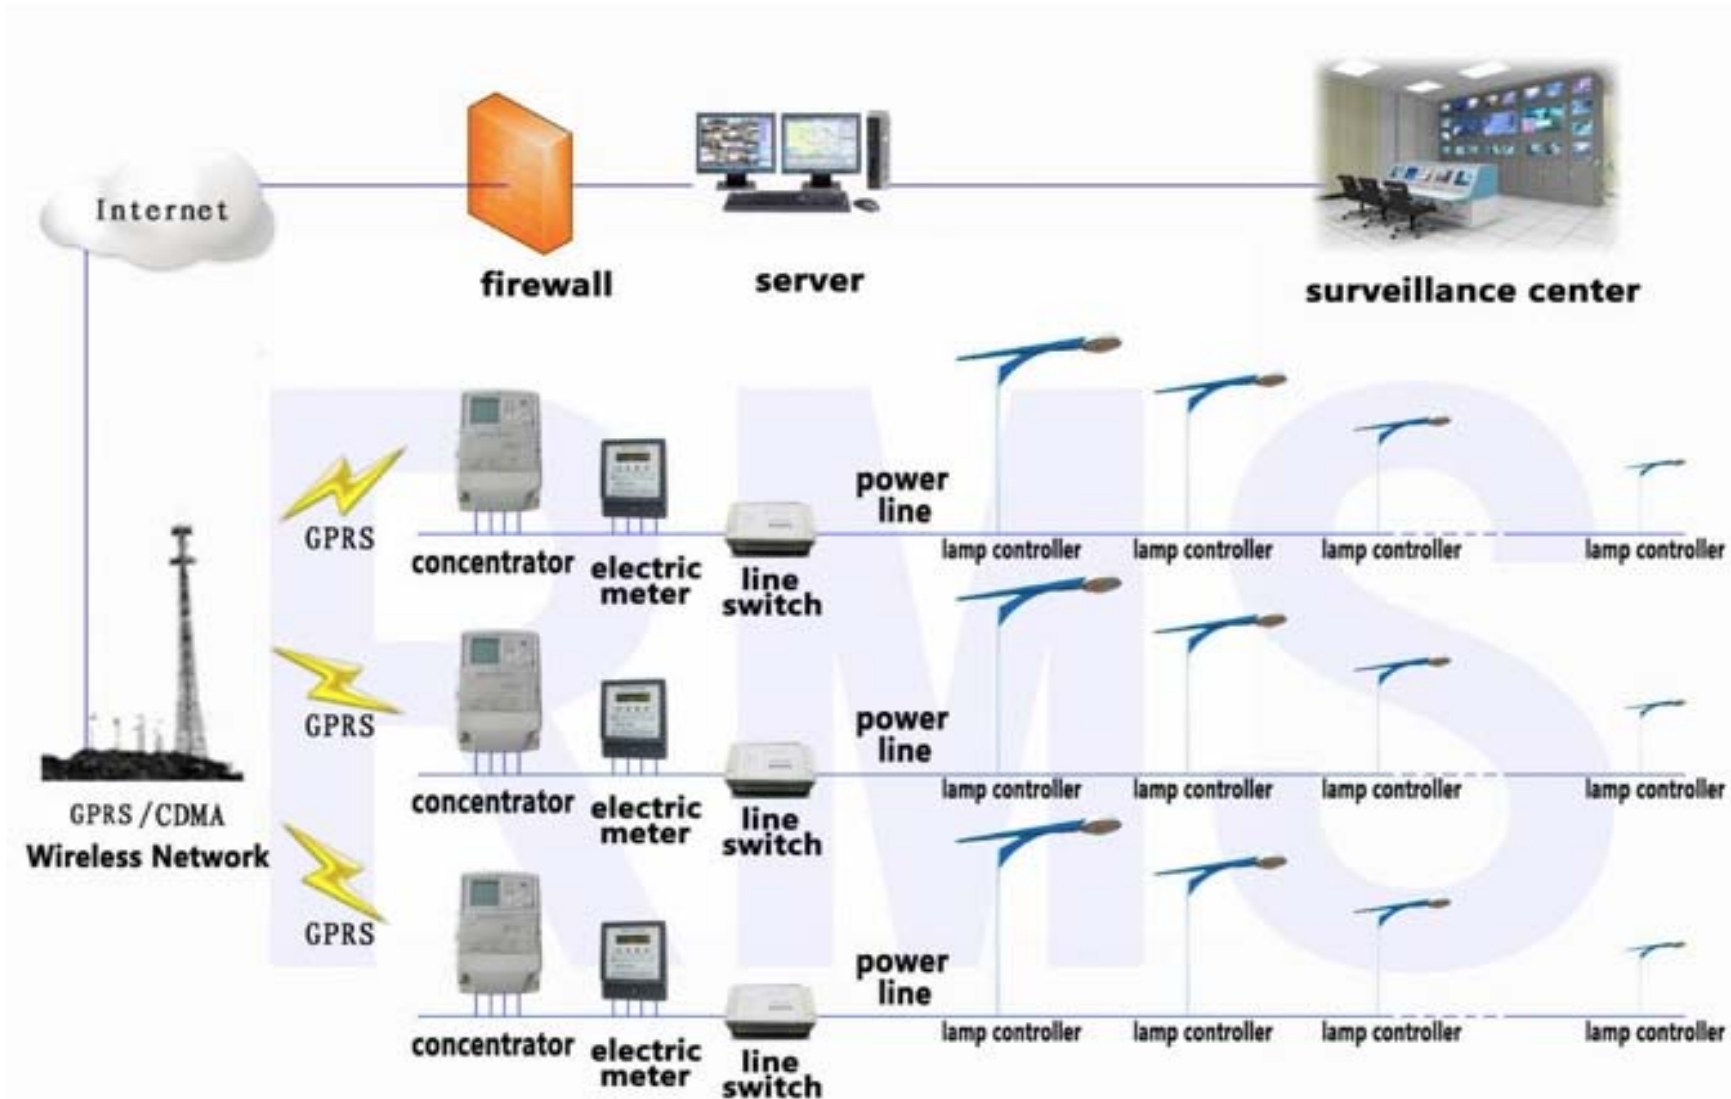 Internet
firewall
server
surveillance center
RMS
GPRS
concentrator
electric
meter
line
switch
power
line
lamp controller
lamp controller
lamp controller
lamp controller
GPRS
concentrator
electric
meter
line
switch
power
line
lamp controller
lamp controller
lamp controller
lamp controller
GPRS/CDMA
Wireless Network
GPRS
concentrator
electric
meter
line
switch
power
line
lamp controller
lamp controller
lamp controller
lamp controller